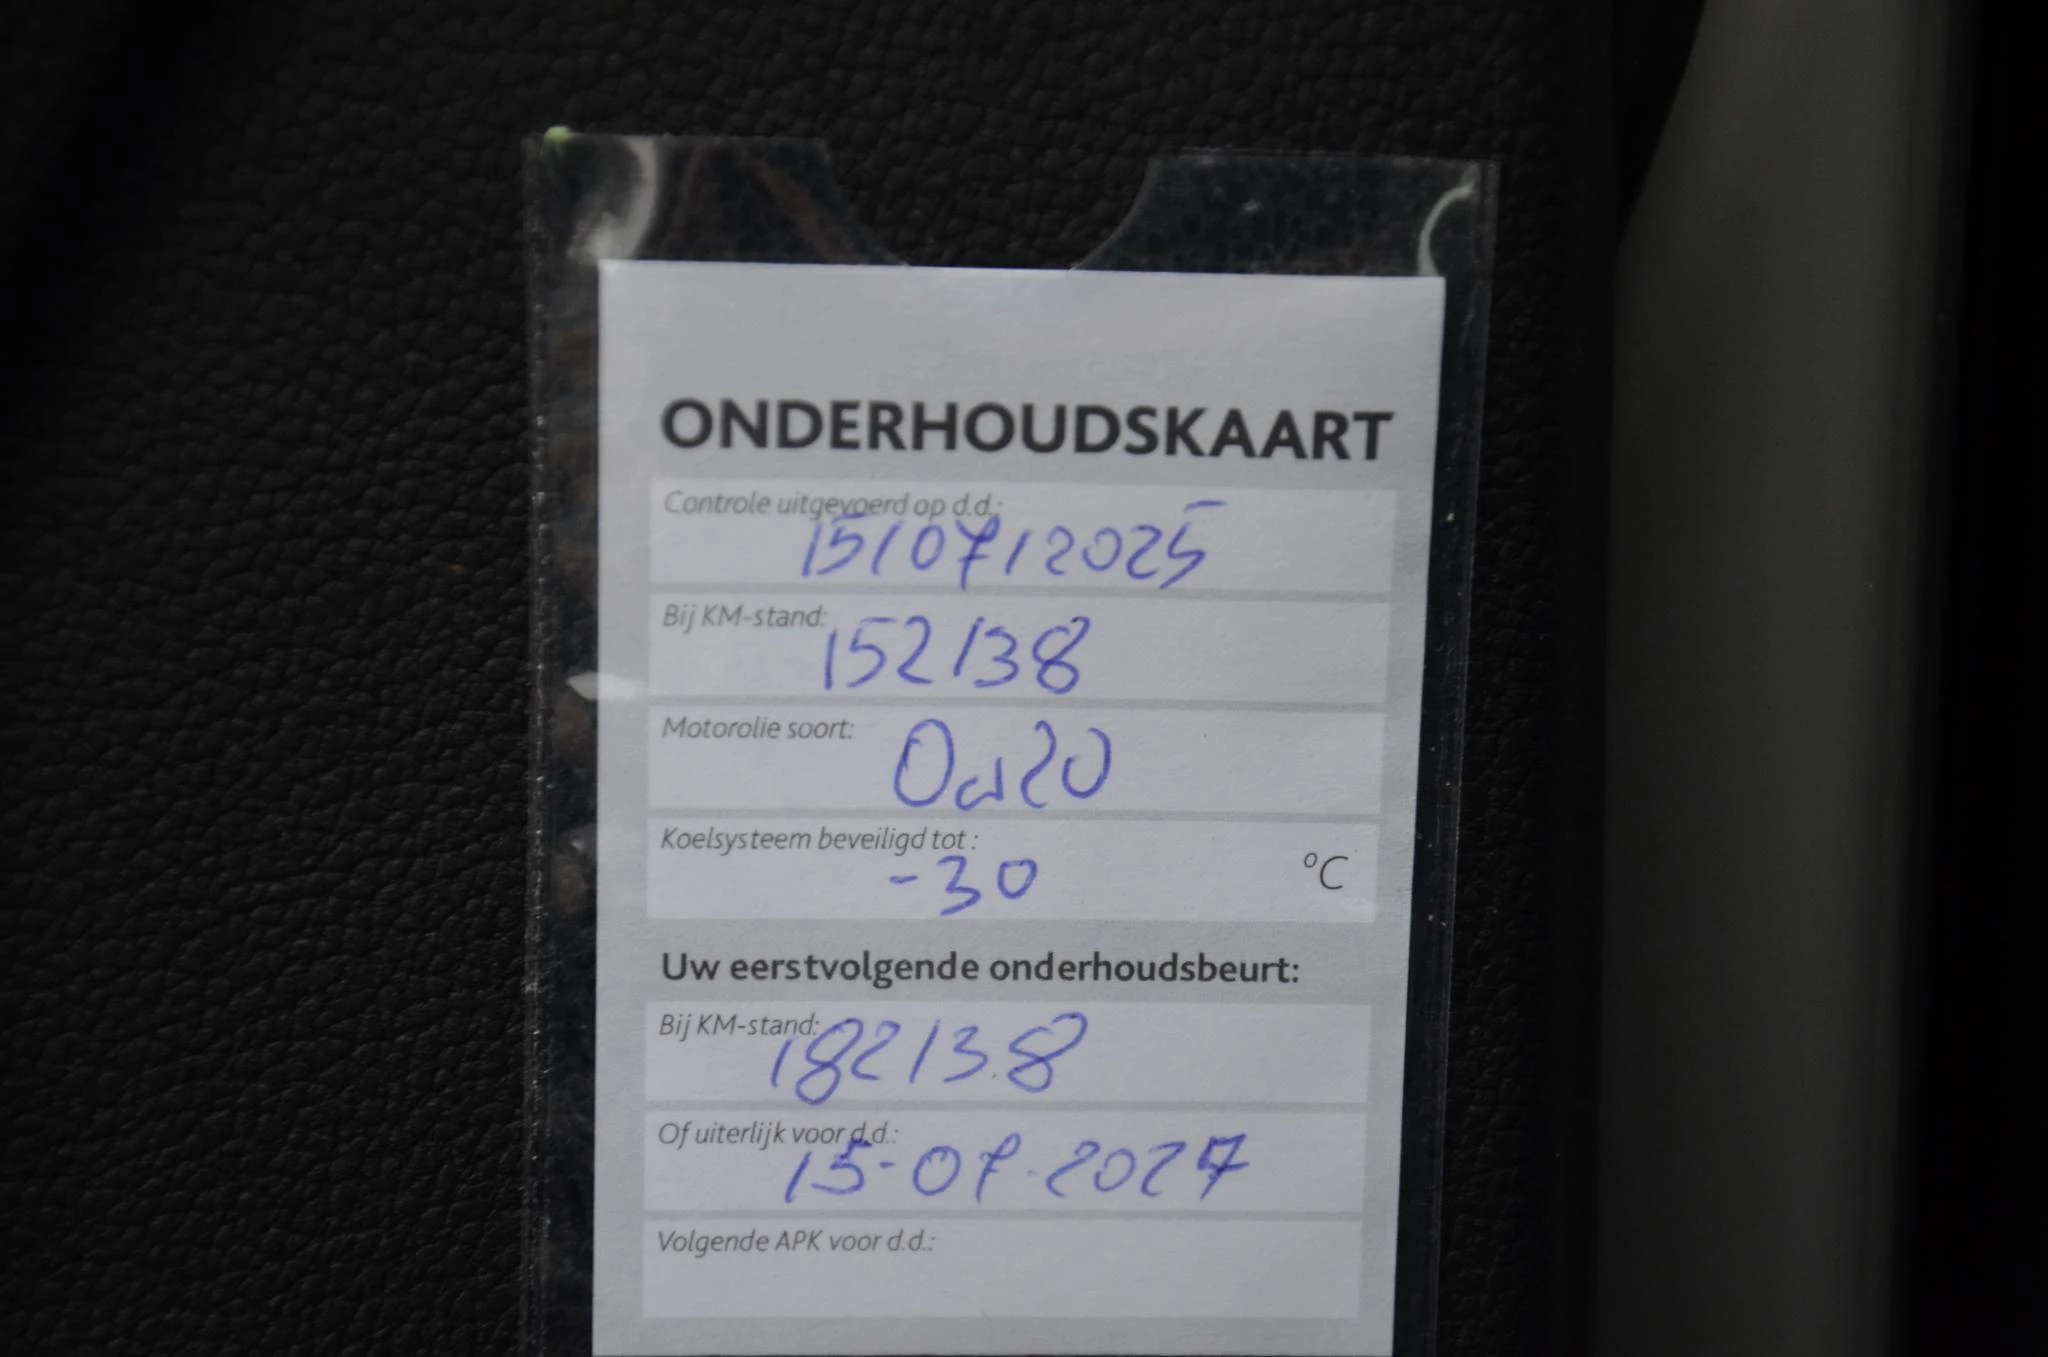 ONDERHOUDSKAART
Controle uitgevoerd op d.d.:
15/07/2025
Bij KM-stand:
152138
Motorolie soort:
0w20
Koelsysteem beveiligd tot :
-30 °C
Uw eerstvolgende onderhoudsbeurt:
Bij KM-stand:
182138
Of uiterlijk voor d.d.:
15-07-2027
Volgende APK voor d.d.: